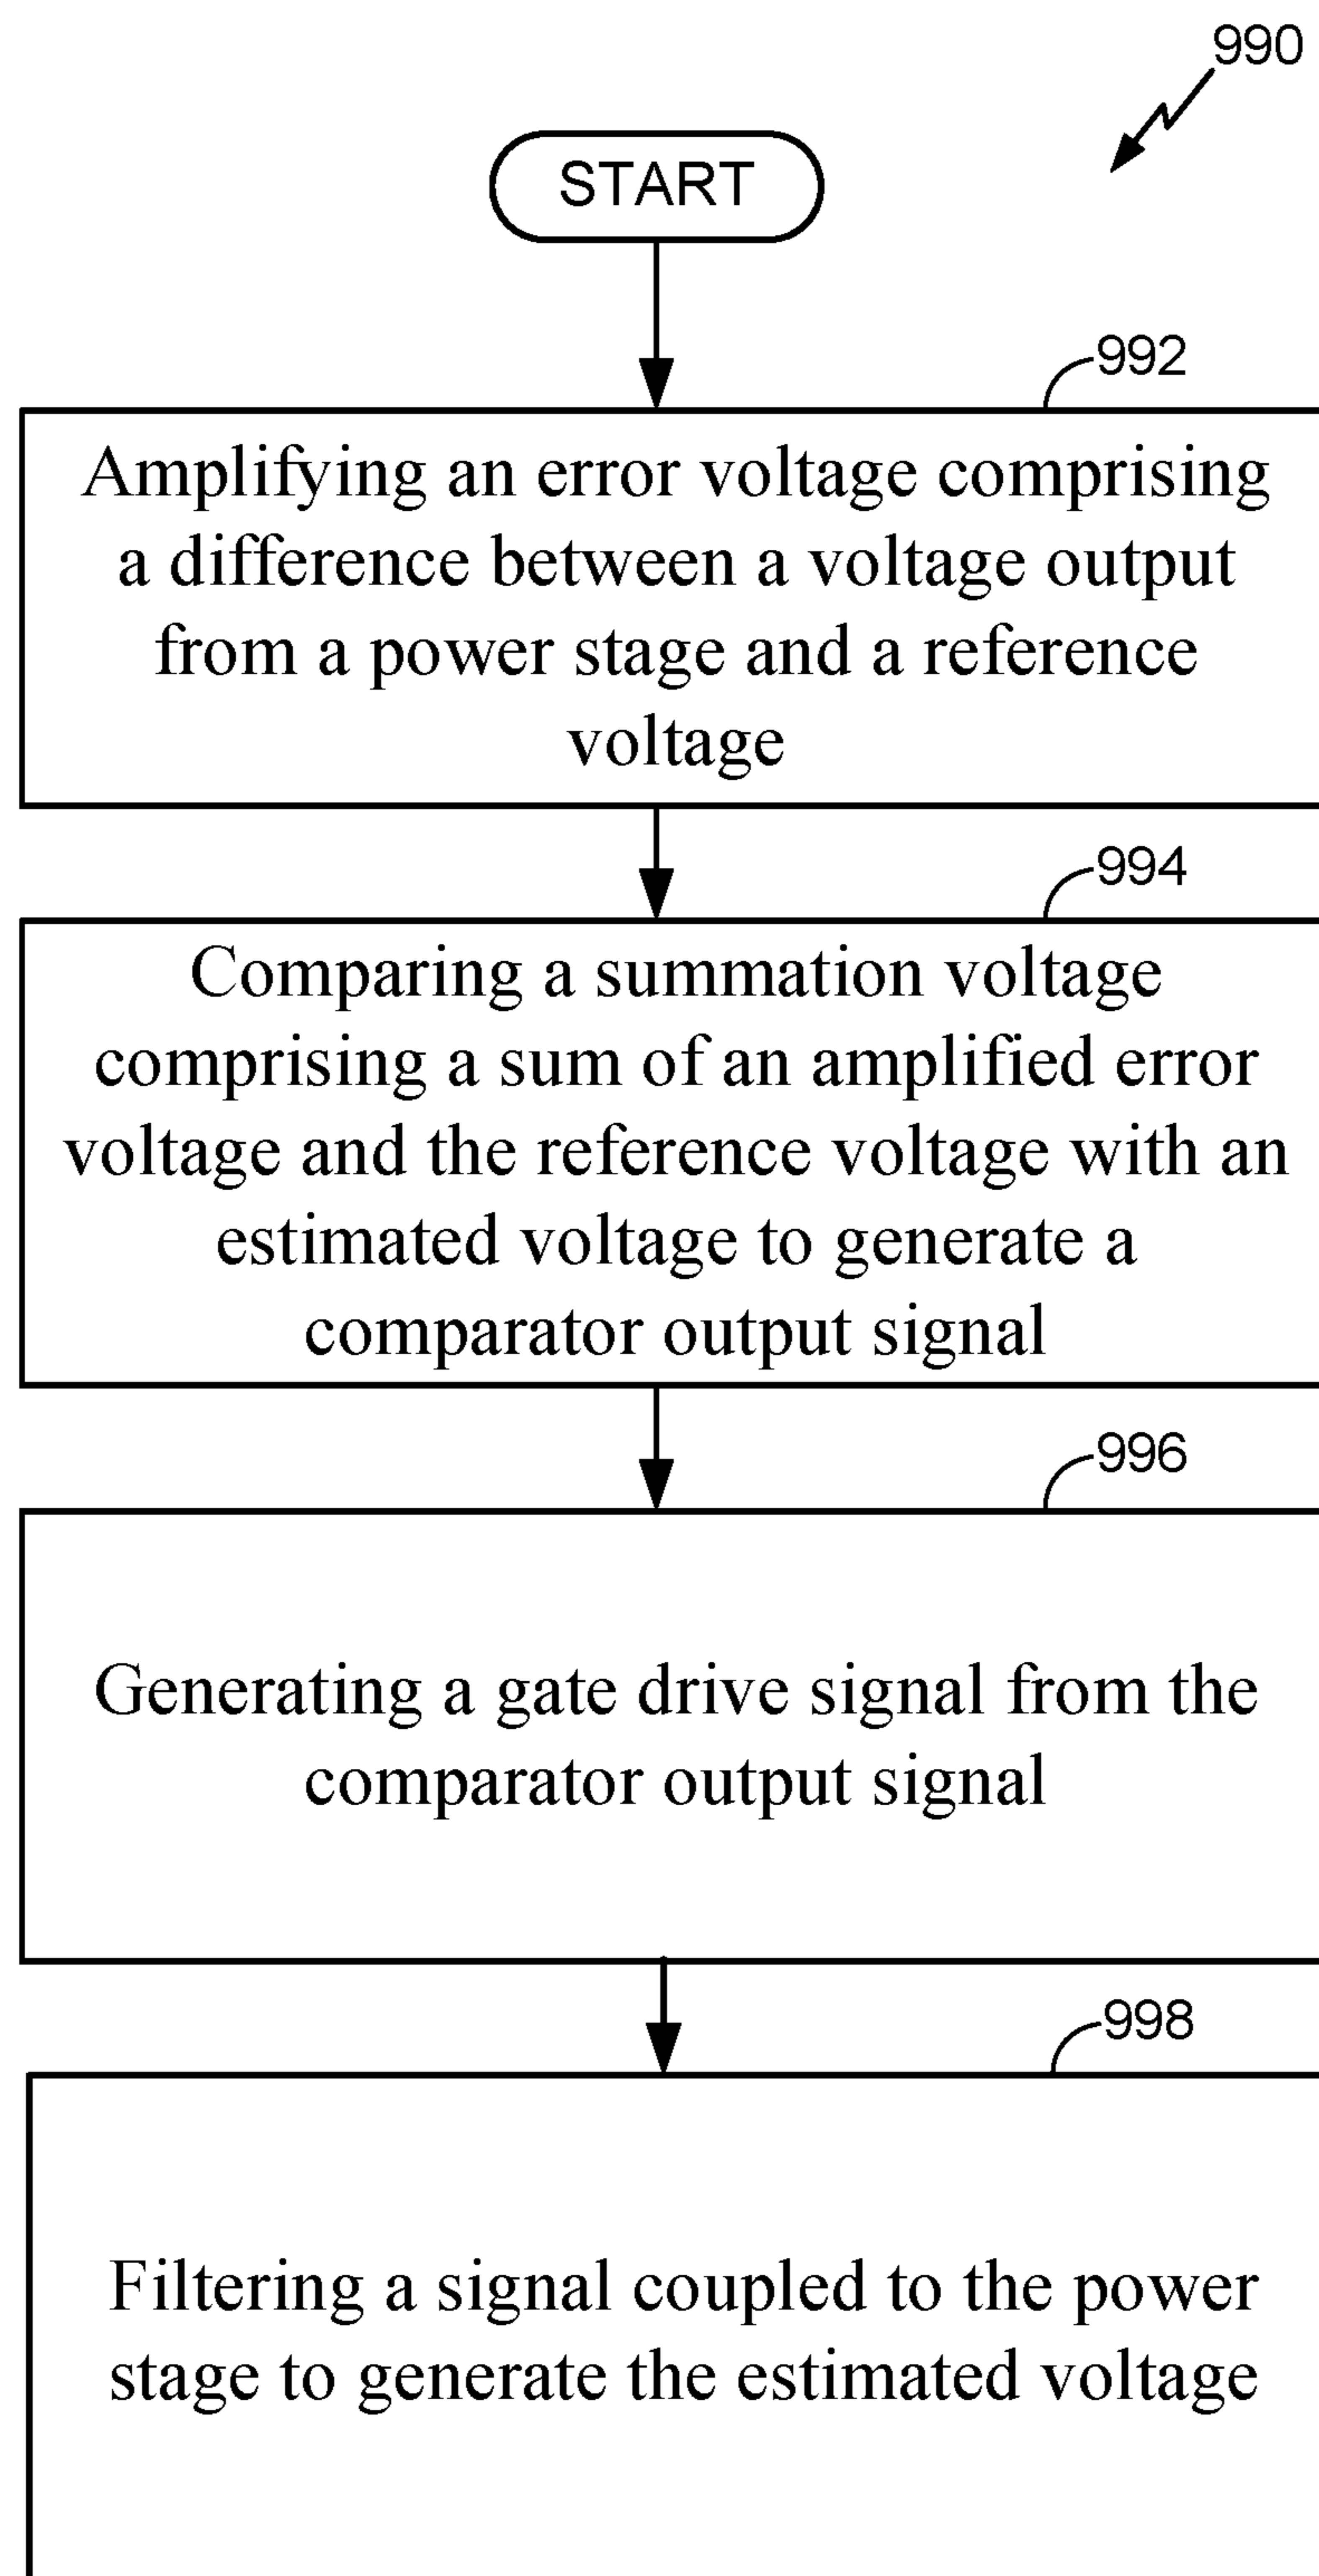 990
START
992
Amplifying an error voltage comprising
a difference between a voltage output
from a power stage and a reference
voltage
994
Comparing a summation voltage
comprising a sum of an amplified error
voltage and the reference voltage with an
estimated voltage to generate a
comparator output signal
996
Generating a gate drive signal from the
comparator output signal
998
Filtering a signal coupled to the power
stage to generate the estimated voltage